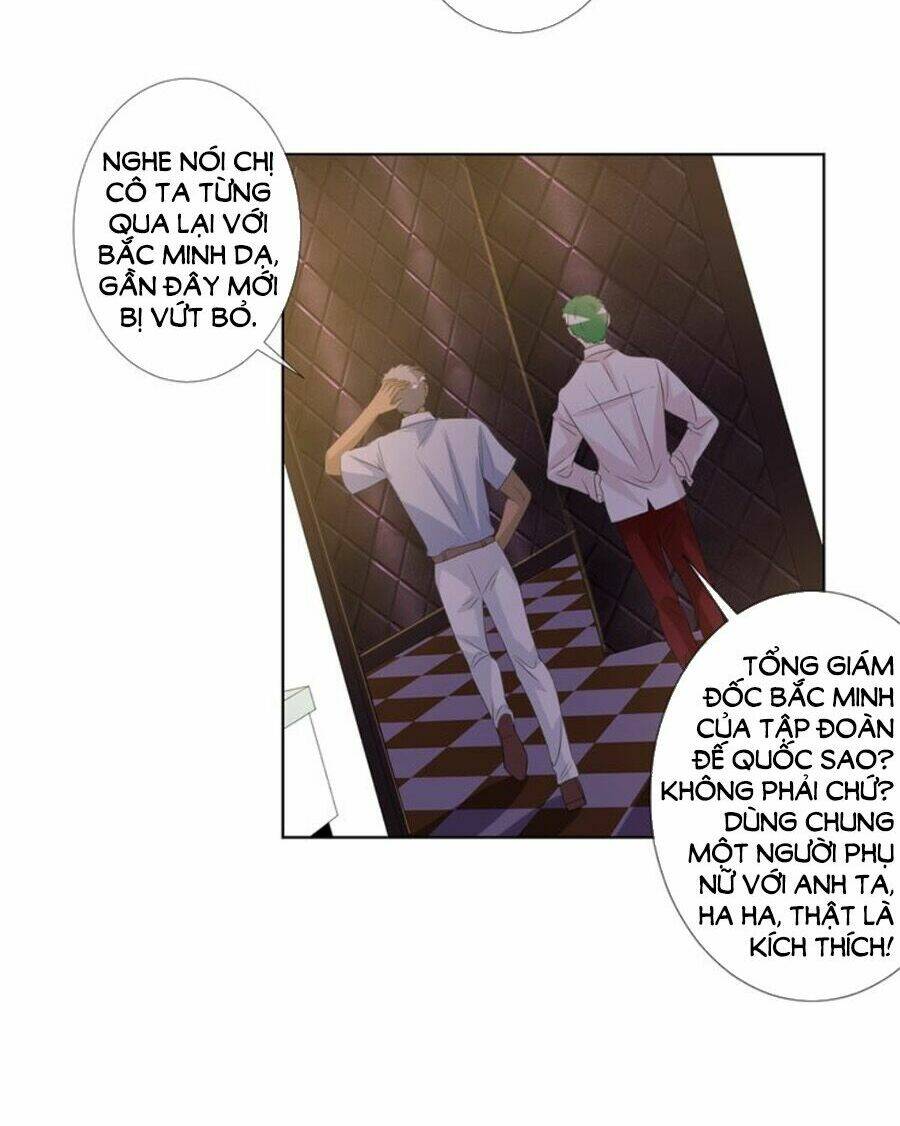 NGHE NÓI CHỊ
CÔ TA TỪNG
QUA LẠI VỚI
BẮC MINH DẠ,
GẦN ĐÂY MỚI
BỊ VỨT BỎ.
TỔNG GIÁM
ĐỐC BẮC MINH
CỦA TẬP ĐOÀN
ĐẾ QUỐC SAO?
KHÔNG PHẢI CHỨ?
DÙNG CHUNG
MỘT NGƯỜI PHỤ
NỮ VỚI ANH TA,
HA HA, THẬT LÀ
KÍCH THÍCH!